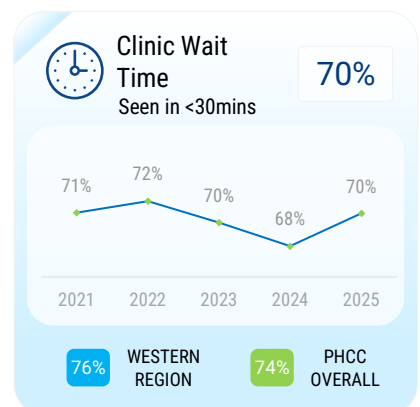 Clinic Wait
Time
Seen in <30mins
70%
71%
72%
70%
68%
70%
2021 2022 2023 2024 2025
76% WESTERN
REGION
74% PHCC
OVERALL